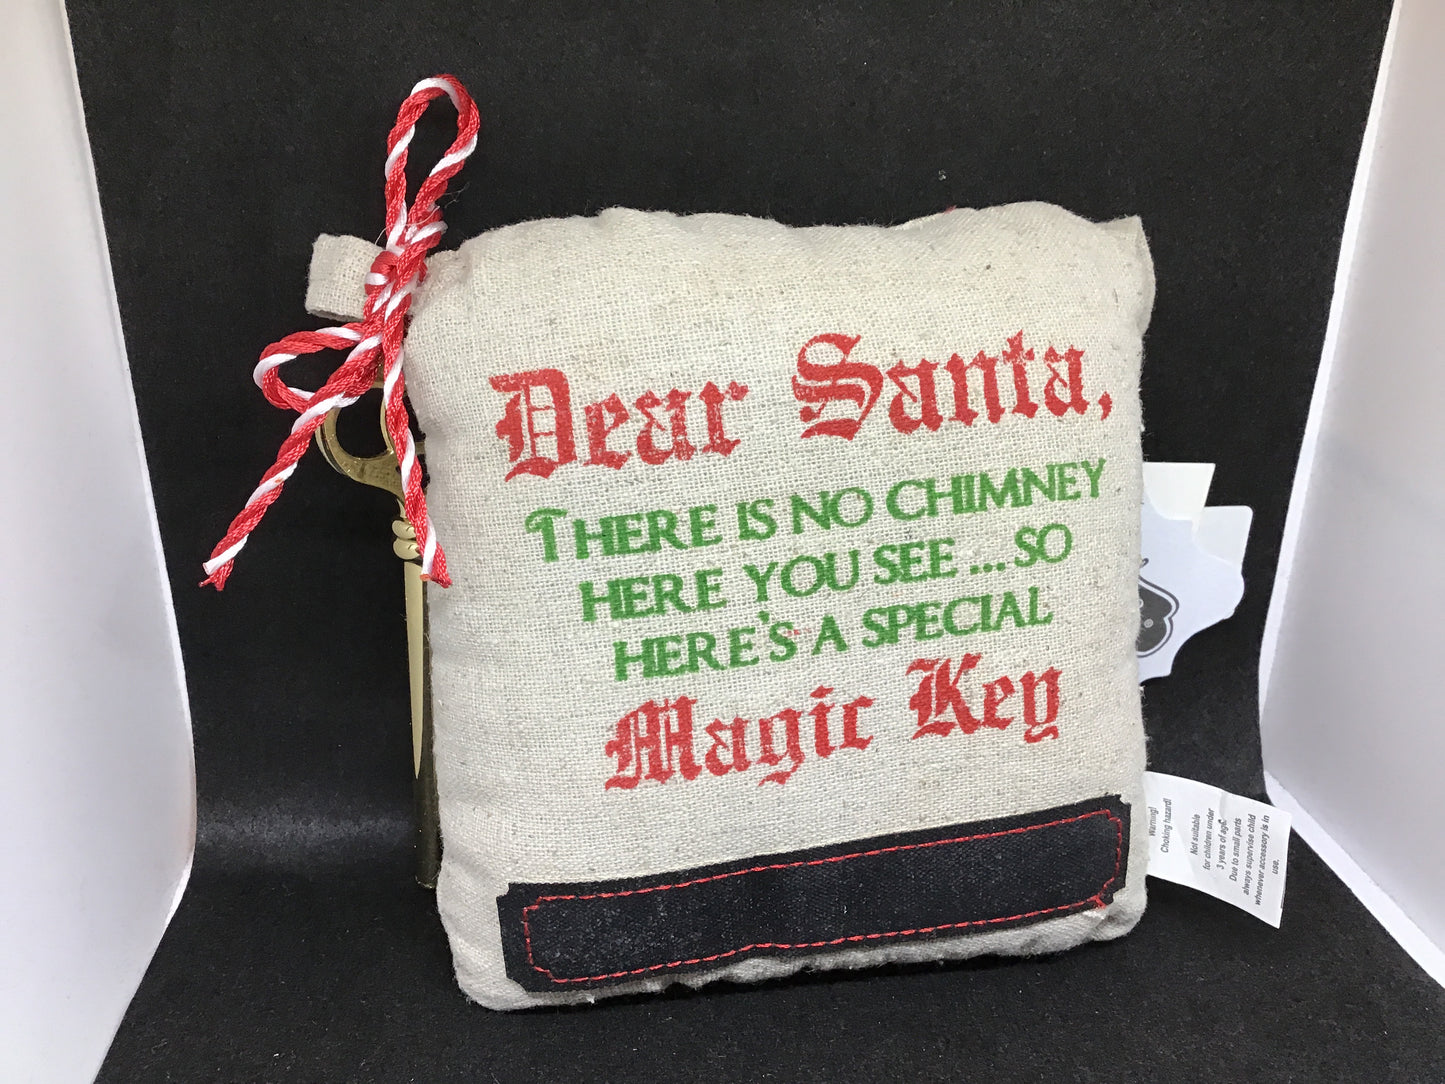 Dear Santa,
THERE IS NO CHIMNEY
HERE YOU SEE ... SO
HERE'S A SPECIAL
Magic Key
Warning!
Choking hazard!
Not suitable
for children under
3 years of age
Due to small parts
always supervise child
whenever accessory is in
use.
®